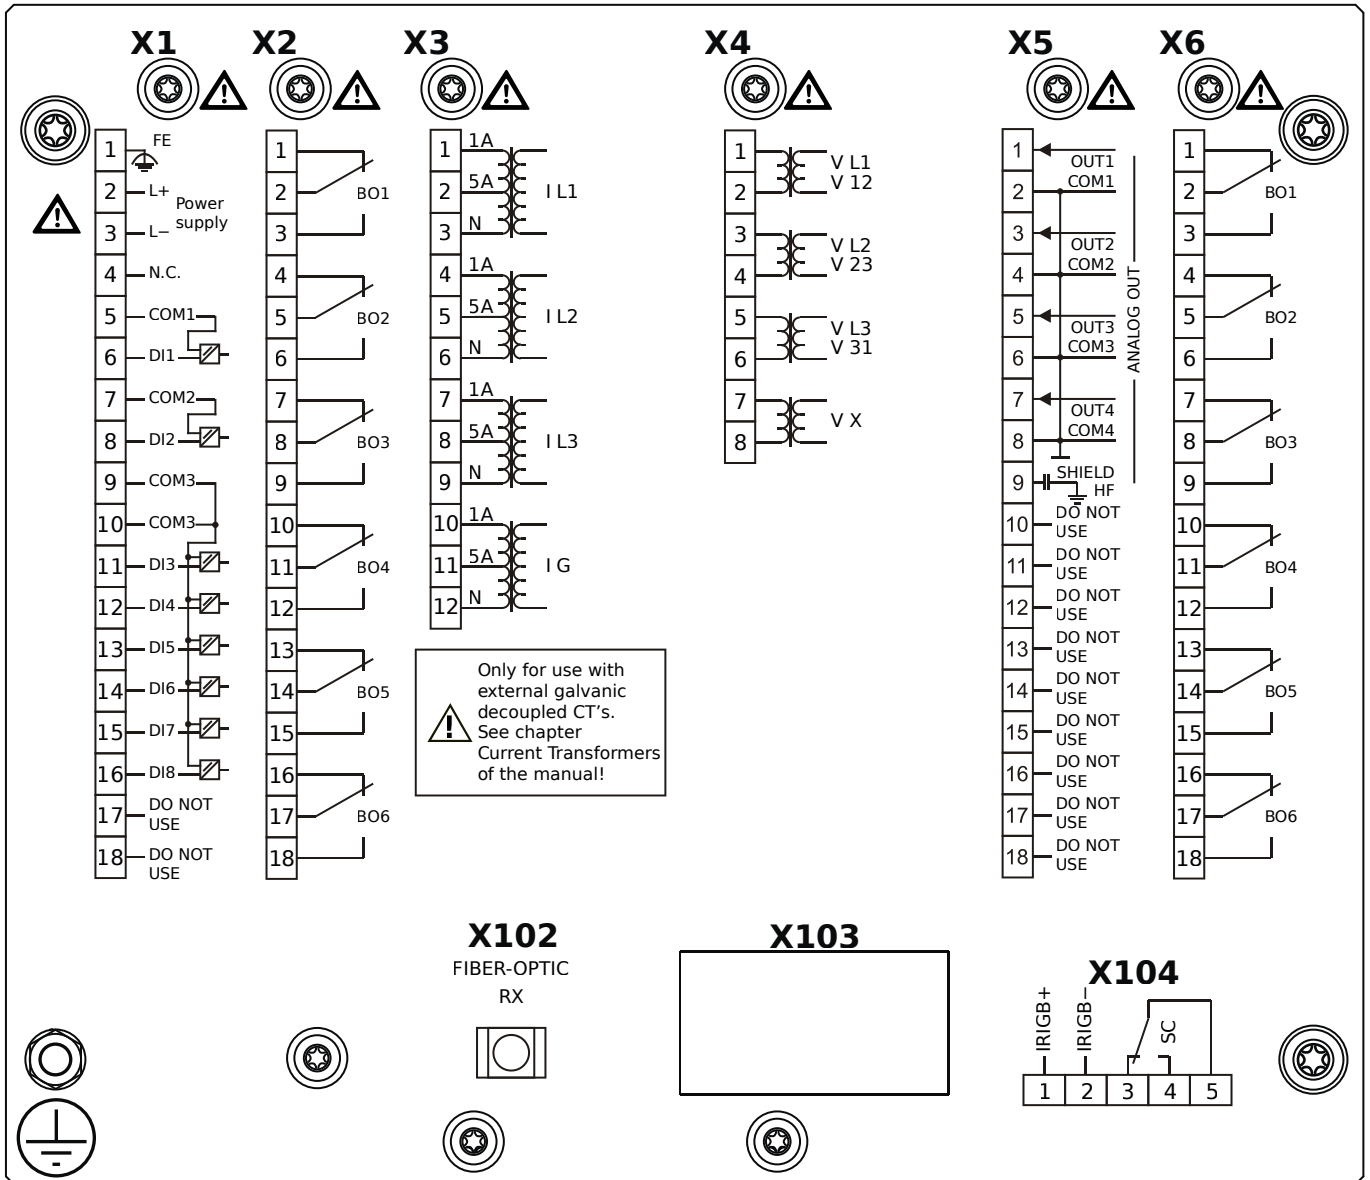 X1
X2
X3
X4
X5
X6
1 FE
2 L+
Power
supply
3 L−
4 N.C.
5 COM1
6 DI1
7 COM2
8 DI2
9 COM3
10 COM3
11 DI3
12 DI4
13 DI5
14 DI6
15 DI7
16 DI8
17 DO NOT
USE
18 DO NOT
USE
1
2 BO1
3
4
5 BO2
6
7
8 BO3
9
10
11 BO4
12
13
14 BO5
15
16
17 BO6
18
1 1A
2 5A I L1
3 N
4 1A
5 5A I L2
6 N
7 1A
8 5A I L3
9 N
10 1A
11 5A I G
12 N
Only for use with
external galvanic
decoupled CT's.
See chapter
Current Transformers
of the manual!
1 V L1
2 V 12
3 V L2
4 V 23
5 V L3
6 V 31
7
V X
8
1 OUT1
2 COM1
3 OUT2
4 COM2
5 OUT3
6 COM3
7 OUT4
8 COM4
ANALOG OUT
9 SHIELD
HF
10 DO NOT
USE
11 DO NOT
USE
12 DO NOT
USE
13 DO NOT
USE
14 DO NOT
USE
15 DO NOT
USE
16 DO NOT
USE
17 DO NOT
USE
18 DO NOT
USE
1
2 BO1
3
4
5 BO2
6
7
8 BO3
9
10
11 BO4
12
13
14 BO5
15
16
17 BO6
18
X102
FIBER-OPTIC
RX
X103
X104
IRIGB+
IRIGB−
SC
1 2 3 4 5